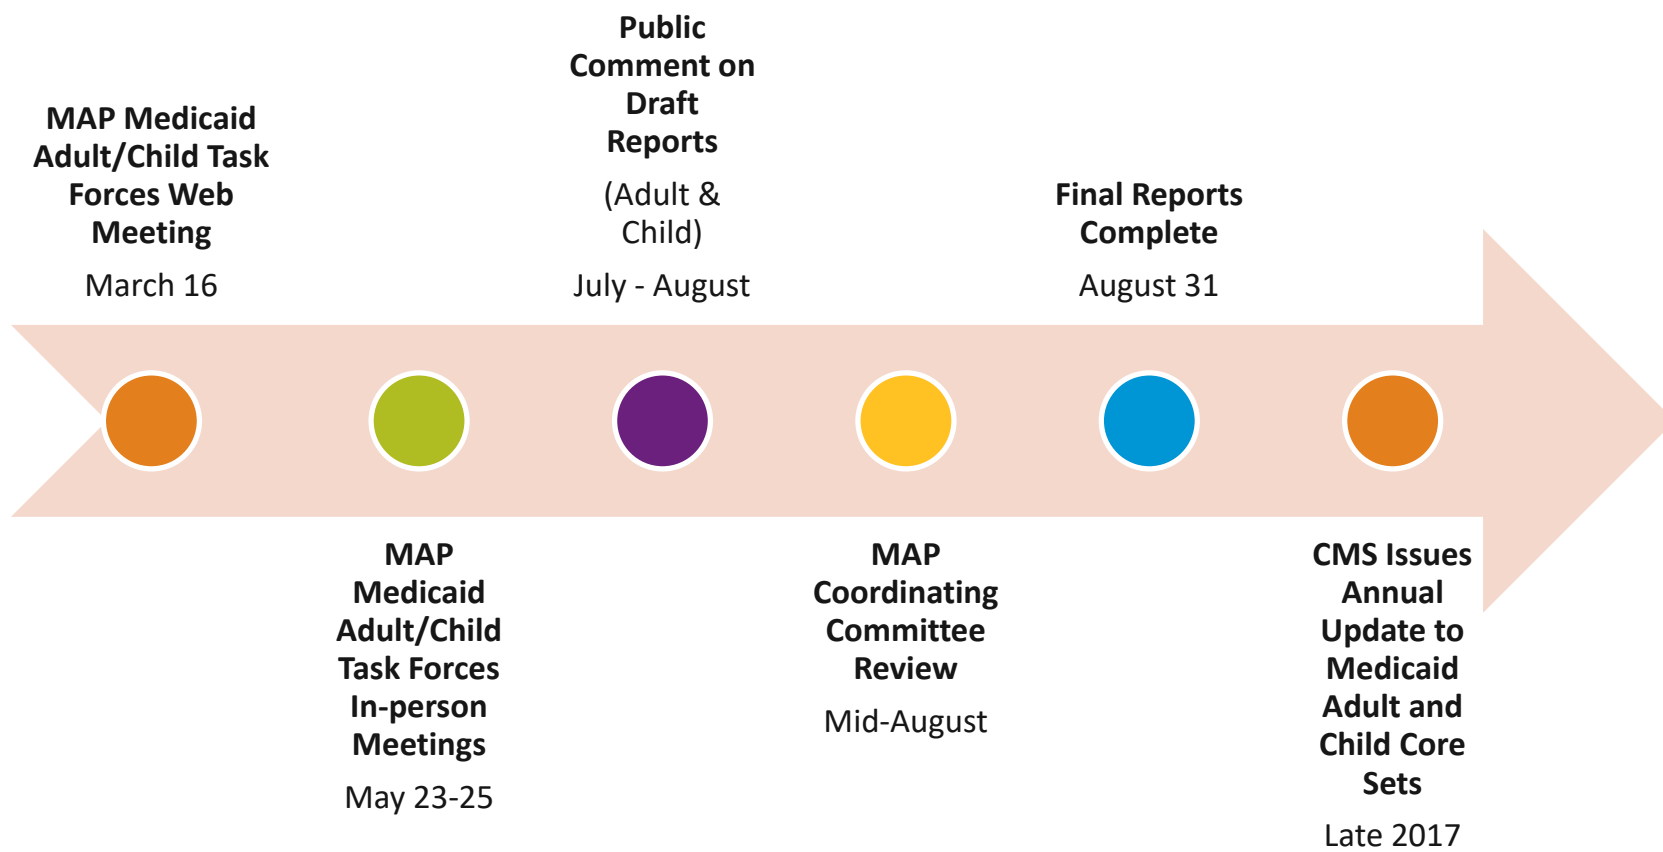 MAP Medicaid
Adult/Child Task
Forces Web
Meeting
March 16
MAP
Medicaid
Adult/Child
Task Forces
In-person
Meetings
May 23-25
Public
Comment on
Draft
Reports
(Adult &
Child)
July - August
MAP
Coordinating
Committee
Review
Mid-August
Final Reports
Complete
August 31
CMS Issues
Annual
Update to
Medicaid
Adult and
Child Core
Sets
Late 2017